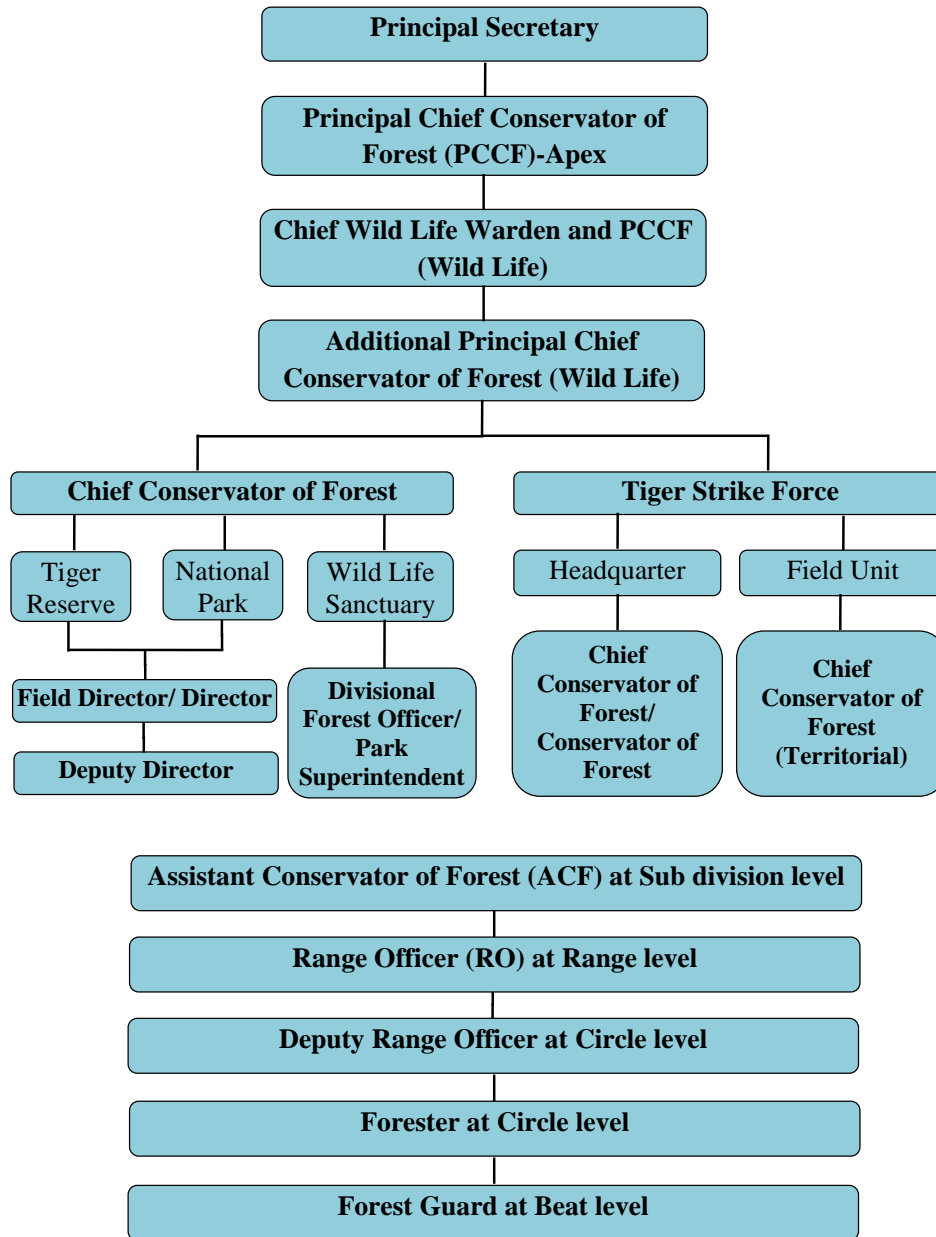 Principal Secretary
Principal Chief Conservator of
Forest (PCCF)-Apex
Chief Wild Life Warden and PCCF
(Wild Life)
Additional Principal Chief
Conservator of Forest (Wild Life)
Chief Conservator of Forest
Tiger Strike Force
Tiger
Reserve
National
Park
Wild Life
Sanctuary
Headquarter
Field Unit
Field Director/ Director
Deputy Director
Divisional
Forest Officer/
Park
Superintendent
Chief
Conservator of
Forest/
Conservator of
Forest
Chief
Conservator of
Forest
(Territorial)
Assistant Conservator of Forest (ACF) at Sub division level
Range Officer (RO) at Range level
Deputy Range Officer at Circle level
Forester at Circle level
Forest Guard at Beat level